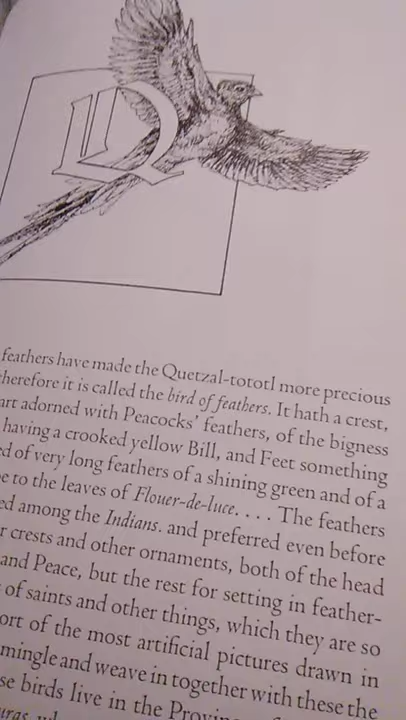 Q
feathers have made the Quetzal-tototl more precious
therefore it is called the bird of feathers. It hath a crest,
art adorned with Peacocks' feathers, of the bigness
having a crooked yellow Bill, and Feet something
ed of very long feathers of a shining green and of a
e to the leaves of Flouer-de-luce. . . . The feathers
ed among the Indians. and preferred even before
r crests and other ornaments, both of the head
and Peace, but the rest for setting in feather-
of saints and other things, which they are so
ort of the most artificial pictures drawn in
mingle and weave in together with these the
se birds live in the